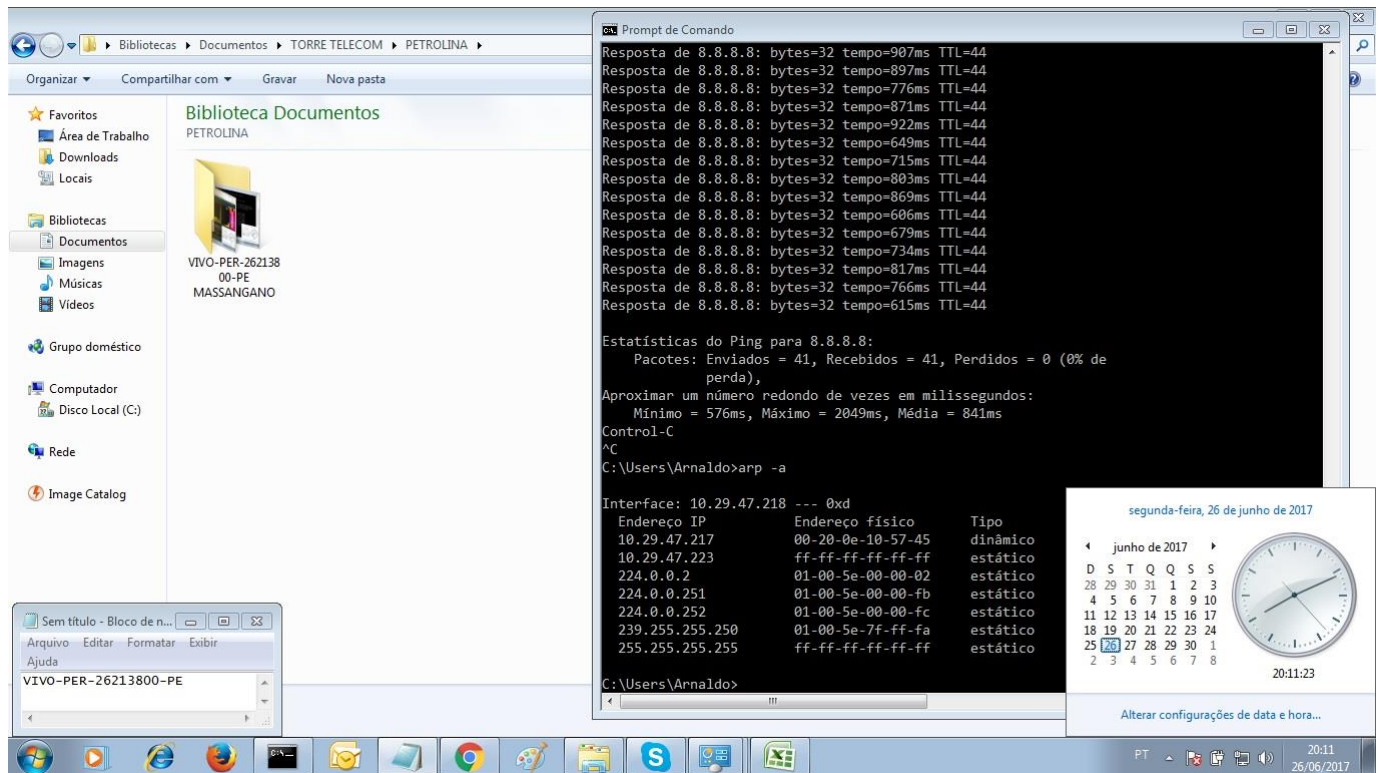 Bibliotecas ▸ Documentos ▸ TORRE TELECOM ▸ PETROLINA ▸
Organizar Compartilhar com Gravar Nova pasta
Favoritos
Área de Trabalho
Downloads
Locais
Bibliotecas
Documentos
Imagens
Músicas
Vídeos
Grupo doméstico
Computador
Disco Local (C:)
Rede
Image Catalog
Biblioteca Documentos
PETROLINA
VIVO-PER-262138
00-PE
MASSANGANO
Prompt de Comando
Resposta de 8.8.8.8: bytes=32 tempo=907ms TTL=44
Resposta de 8.8.8.8: bytes=32 tempo=897ms TTL=44
Resposta de 8.8.8.8: bytes=32 tempo=776ms TTL=44
Resposta de 8.8.8.8: bytes=32 tempo=871ms TTL=44
Resposta de 8.8.8.8: bytes=32 tempo=922ms TTL=44
Resposta de 8.8.8.8: bytes=32 tempo=649ms TTL=44
Resposta de 8.8.8.8: bytes=32 tempo=715ms TTL=44
Resposta de 8.8.8.8: bytes=32 tempo=803ms TTL=44
Resposta de 8.8.8.8: bytes=32 tempo=869ms TTL=44
Resposta de 8.8.8.8: bytes=32 tempo=606ms TTL=44
Resposta de 8.8.8.8: bytes=32 tempo=679ms TTL=44
Resposta de 8.8.8.8: bytes=32 tempo=734ms TTL=44
Resposta de 8.8.8.8: bytes=32 tempo=817ms TTL=44
Resposta de 8.8.8.8: bytes=32 tempo=766ms TTL=44
Resposta de 8.8.8.8: bytes=32 tempo=615ms TTL=44
Estatísticas do Ping para 8.8.8.8:
Pacotes: Enviados = 41, Recebidos = 41, Perdidos = 0 (0% de
perda),
Aproximar um número redondo de vezes em milissegundos:
Mínimo = 576ms, Máximo = 2049ms, Média = 841ms
Control-C
^C
C:\Users\Arnaldo>arp -a
Interface: 10.29.47.218 --- 0xd
Endereço IP Endereço físico Tipo
10.29.47.217 00-20-0e-10-57-45 dinâmico
10.29.47.223 ff-ff-ff-ff-ff-ff estático
224.0.0.2 01-00-5e-00-00-02 estático
224.0.0.251 01-00-5e-00-00-fb estático
224.0.0.252 01-00-5e-00-00-fc estático
239.255.255.250 01-00-5e-7f-ff-fa estático
255.255.255.255 ff-ff-ff-ff-ff-ff estático
C:\Users\Arnaldo>
Sem título - Bloco de n...
Arquivo Editar Formatar Exibir
Ajuda
VIVO-PER-26213800-PE
segunda-feira, 26 de junho de 2017
junho de 2017
D S T Q Q S S
28 29 30 31 1 2 3
4 5 6 7 8 9 10
11 12 13 14 15 16 17
18 19 20 21 22 23 24
25 26 27 28 29 30 1
2 3 4 5 6 7 8
20:11:23
Alterar configurações de data e hora...
PT
20:11
26/06/2017